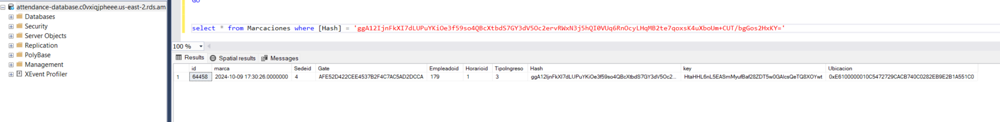 attendance-database.c0vxiqjpheee.us-east-2.rds.am
Databases
Security
Server Objects
Replication
PolyBase
Management
XEvent Profiler
GO
select * from Marcaciones where [Hash] = 'ggA12IjnFkXI7dLUPuYKiOe3f59so4QBcXtbdS7GY3dV5Oc2ervRWxN3j5hQI0VUq6RnOcyLHqMB2te7qoxsK4uXboUm+CUT/bgGos2HxKY='
100 %
Results Spatial results Messages
id marca Sedeid Gate Empleadoid Horarioid TipoIngreso Hash key Ubicacion
1 64458 2024-10-09 17:30:26.0000000 4 AFE52D422CEE4537B2F4C7AC5AD2DCCA 179 1 3 ggA12IjnFkXI7dLUPuYKiOe3f59so4QBcXtbdS7GY3dV5Oc2... HtaHHL6nL5EASmMyufBaf28ZDT5w0GAlcsQeTQ8XOYwt 0xE6100000010C5472729CACB740C0282EB9E2B1A551C0